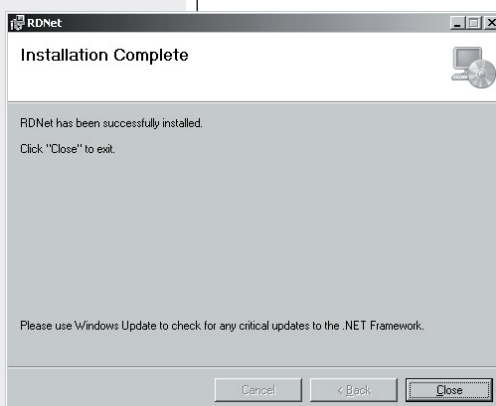 RDNet
Installation Complete
RDNet has been successfully installed.
Click "Close" to exit.
Please use Windows Update to check for any critical updates to the .NET Framework.
Cancel
< Back
Close